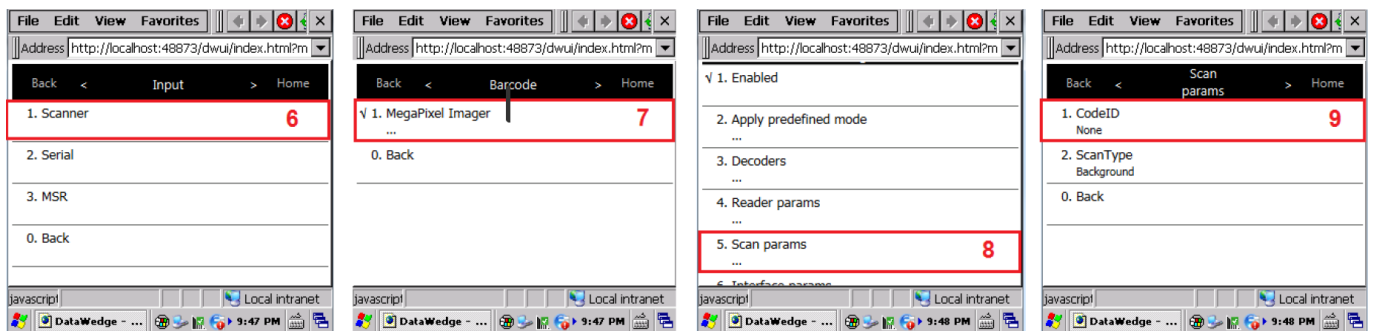 File Edit View Favorites
Address http://localhost:48873/dwui/index.html?m
Back < Input > Home
1. Scanner
6
2. Serial
3. MSR
0. Back
javascript
Local intranet
DataWedge - ... 9:47 PM
File Edit View Favorites
Address http://localhost:48873/dwui/index.html?m
Back < Barcode > Home
√ 1. MegaPixel Imager
...
7
0. Back
javascript
Local intranet
DataWedge - ... 9:47 PM
File Edit View Favorites
Address http://localhost:48873/dwui/index.html?m
√ 1. Enabled
2. Apply predefined mode
...
3. Decoders
...
4. Reader params
...
5. Scan params
...
8
6. Interface params
javascript
Local intranet
DataWedge - ... 9:48 PM
File Edit View Favorites
Address http://localhost:48873/dwui/index.html?m
Back < Scan params > Home
1. CodeID
None
9
2. ScanType
Background
0. Back
javascript
Local intranet
DataWedge - ... 9:48 PM